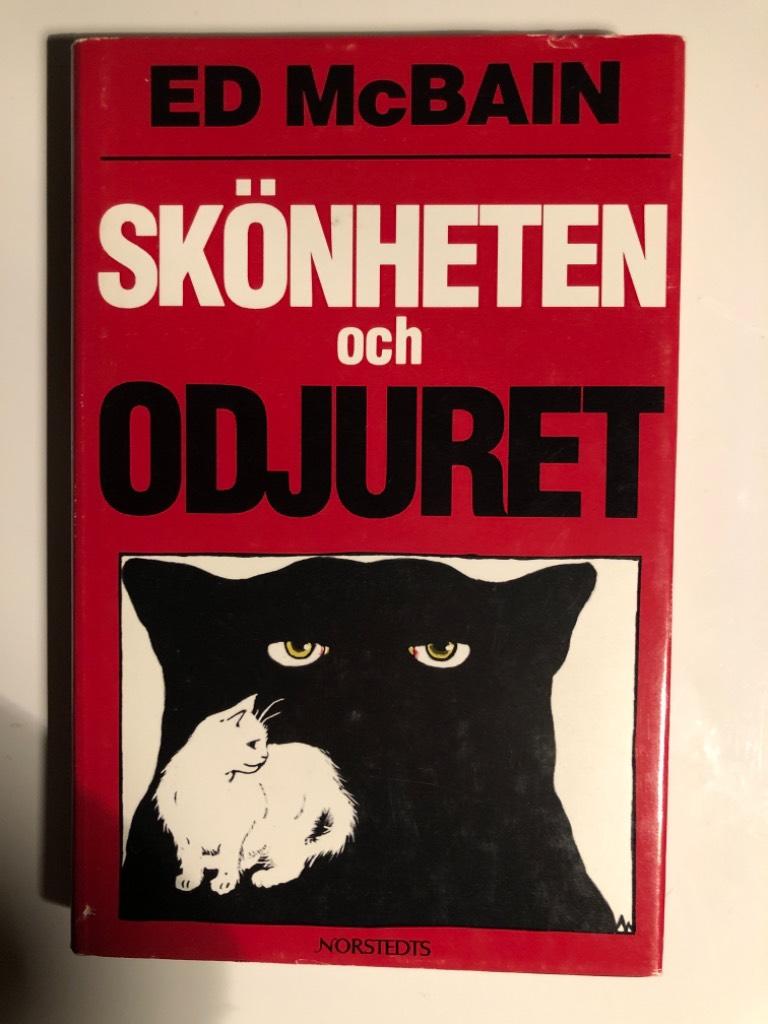 ED McBAIN
SKÖNHETEN
och
ODJURET
NORSTEDTS